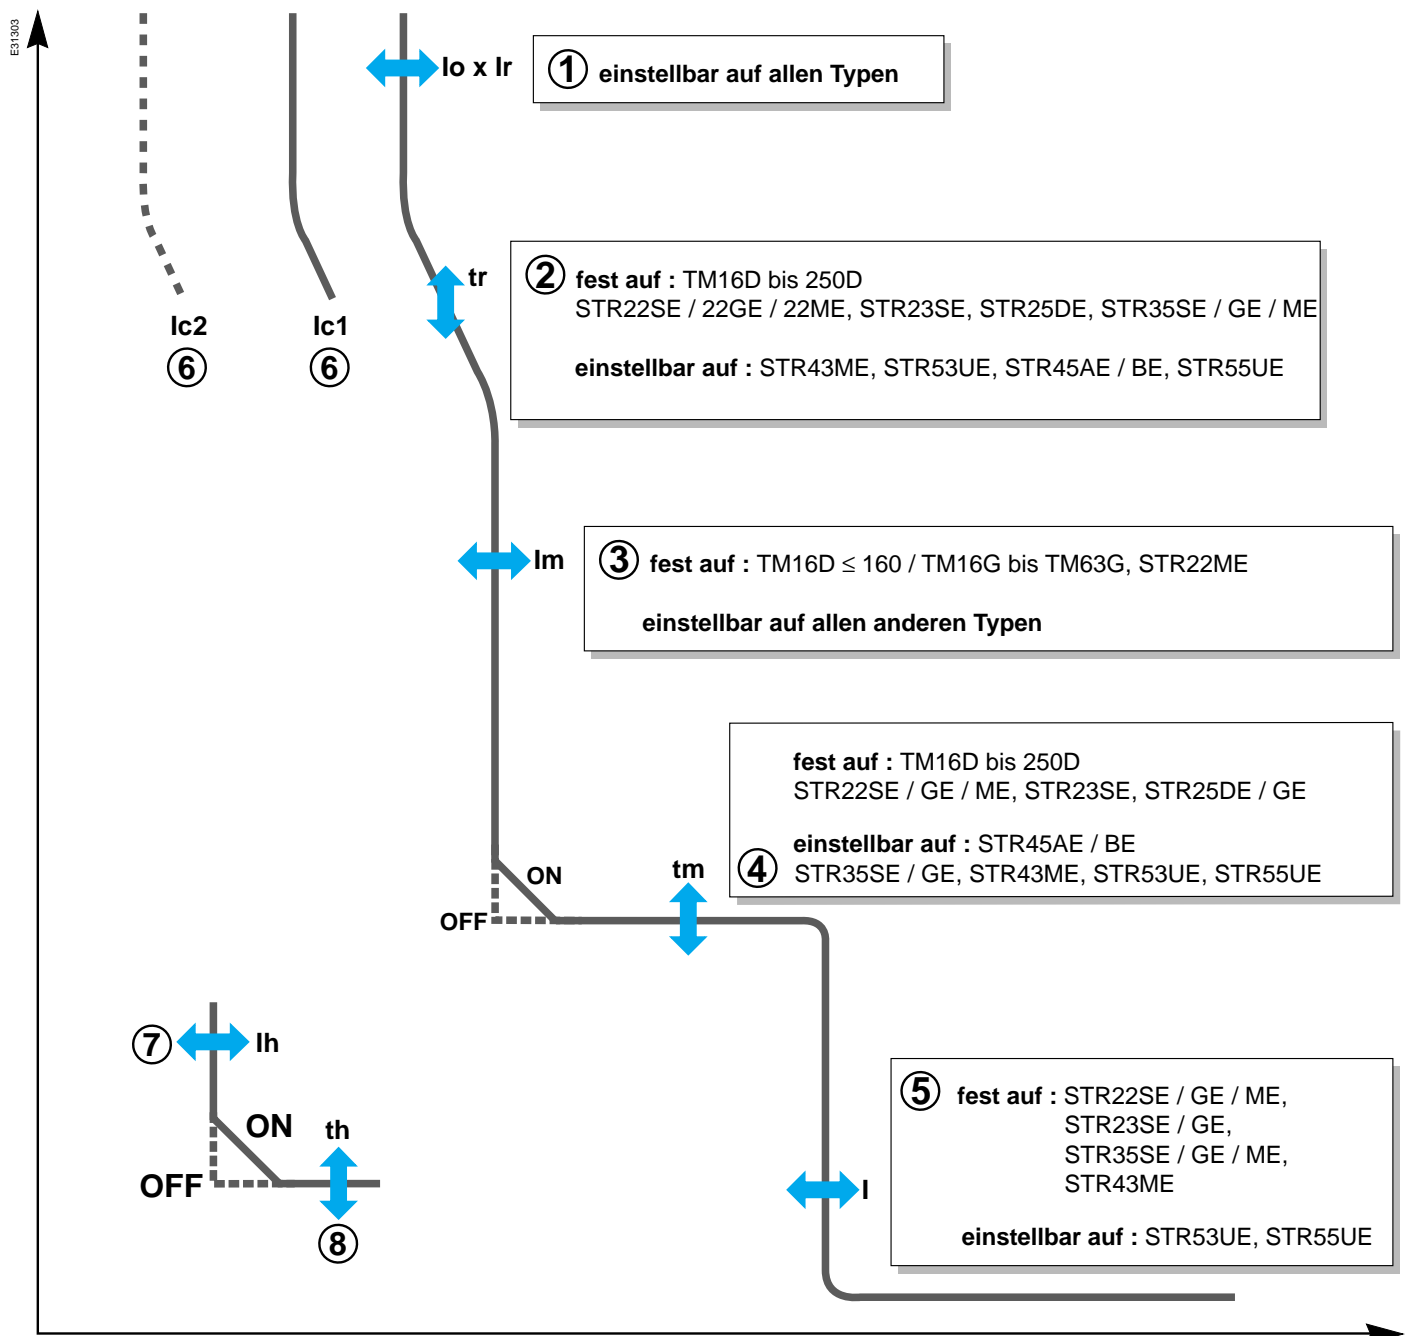 E31303
Io x Ir
1 einstellbar auf allen Typen
tr
2 fest auf : TM16D bis 250D
STR22SE / 22GE / 22ME, STR23SE, STR25DE, STR35SE / GE / ME
einstellbar auf : STR43ME, STR53UE, STR45AE / BE, STR55UE
Ic2
6
Ic1
6
Im
3 fest auf : TM16D ≤ 160 / TM16G bis TM63G, STR22ME
einstellbar auf allen anderen Typen
fest auf : TM16D bis 250D
STR22SE / GE / ME, STR23SE, STR25DE / GE
einstellbar auf : STR45AE / BE
4 STR35SE / GE, STR43ME, STR53UE, STR55UE
tm
ON
OFF
7
Ih
ON
th
OFF
8
5 fest auf : STR22SE / GE / ME,
STR23SE / GE,
STR35SE / GE / ME,
STR43ME
einstellbar auf : STR53UE, STR55UE
I